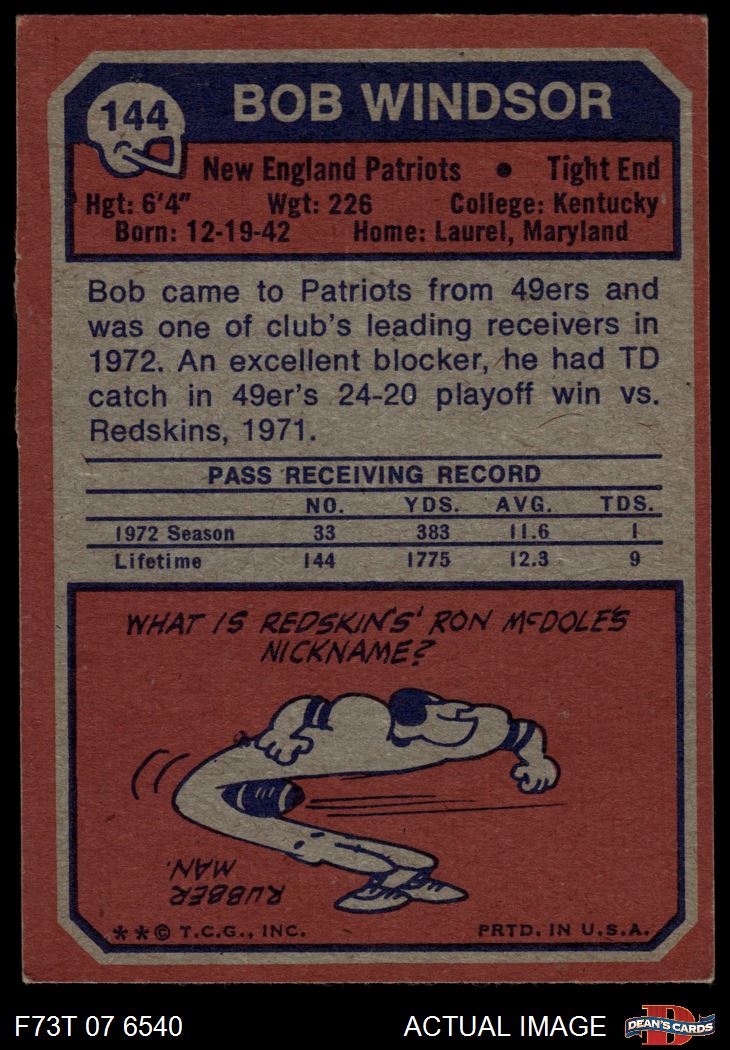 144
BOB WINDSOR
New England Patriots • Tight End
Hgt: 6'4" Wgt: 226 College: Kentucky
Born: 12-19-42 Home: Laurel, Maryland
Bob came to Patriots from 49ers and
was one of club's leading receivers in
1972. An excellent blocker, he had TD
catch in 49er's 24-20 playoff win vs.
Redskins, 1971.
PASS RECEIVING RECORD
NO. YDS. AVG. TDS.
1972 Season 33 383 11.6 1
Lifetime 144 1775 12.3 9
WHAT IS REDSKINS' RON McDOLE'S
NICKNAME?
RUBBER
MAN.
**© T.C.G., INC. PRTD. IN U.S.A.
F73T 07 6540 ACTUAL IMAGE
D
DEAN'S CARDS